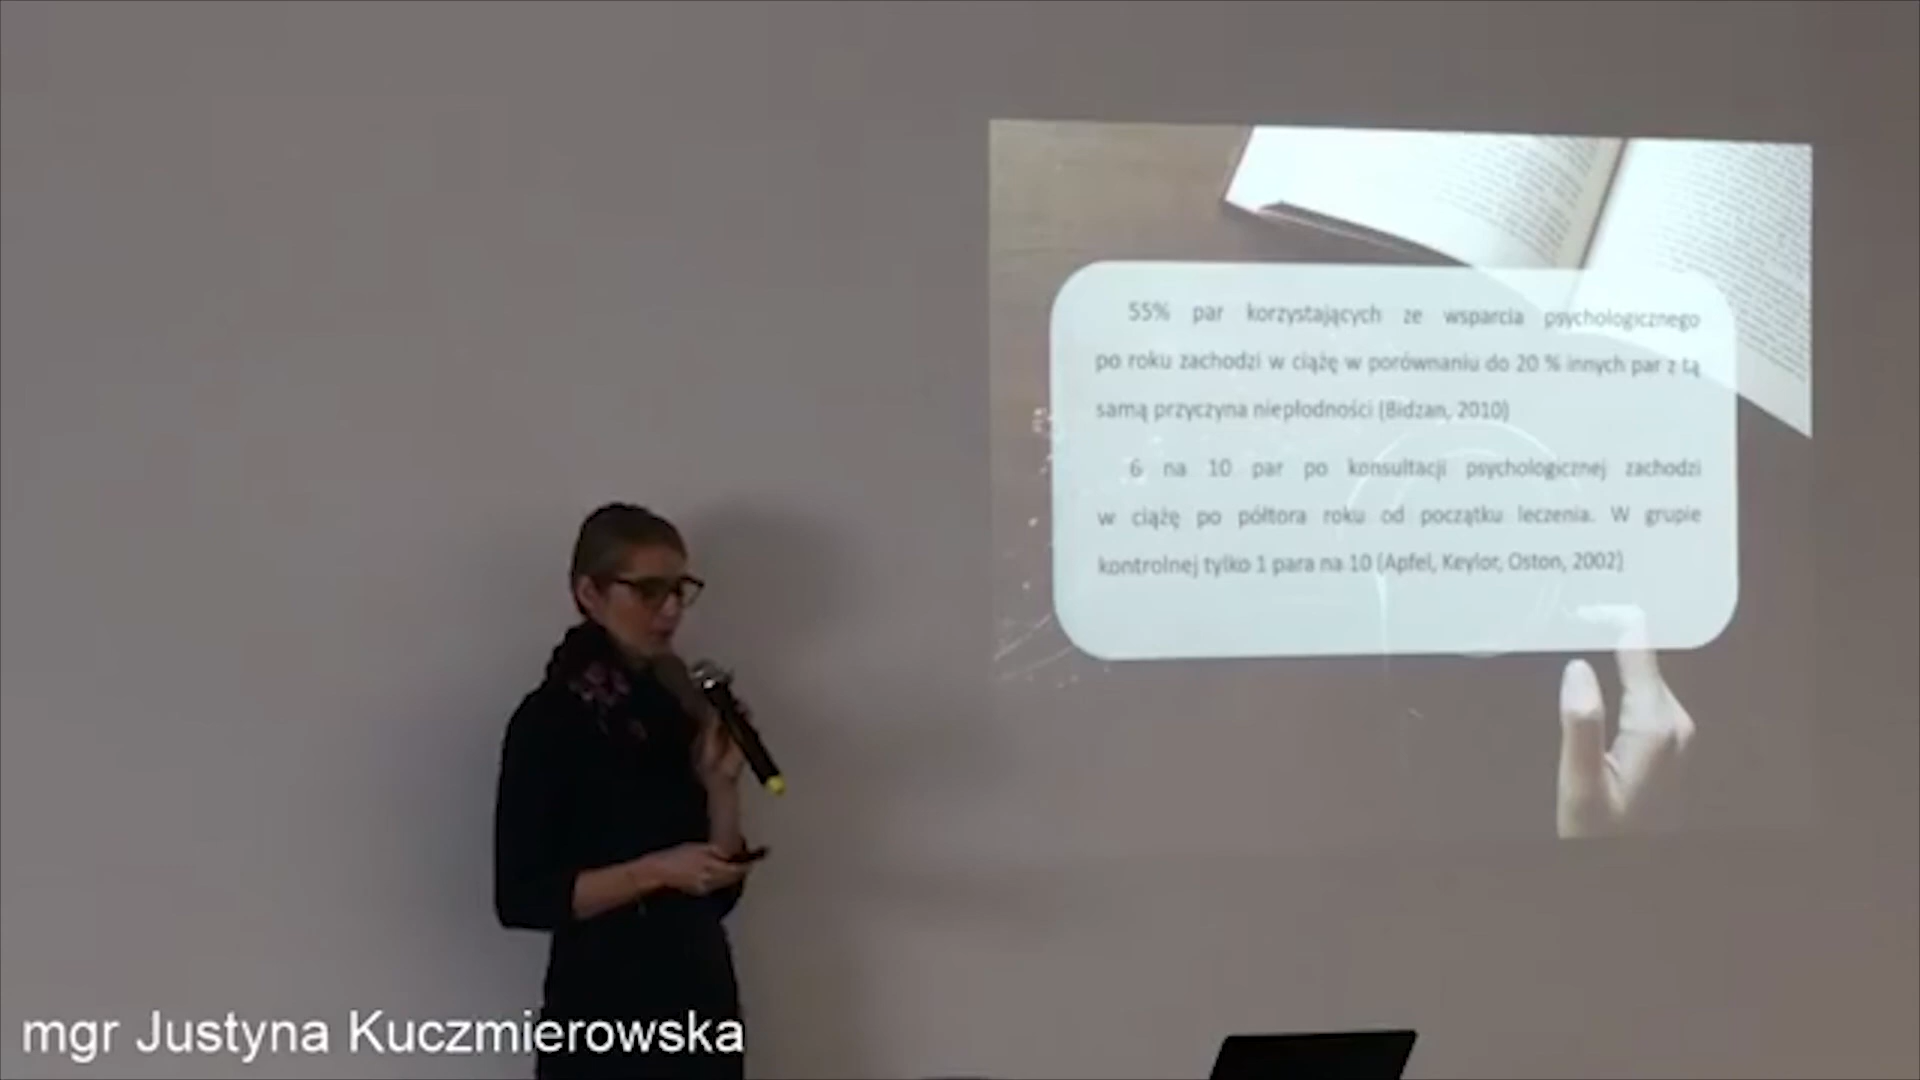 55% par korzystających ze wsparcia psychologicznego
po roku zachodzi w ciążę w porównaniu do 20 % innych par z tą
samą przyczyna niepłodności (Bidzan, 2010)
6 na 10 par po konsultacji psychologicznej zachodzi
w ciążę po półtora roku od początku leczenia. W grupie
kontrolnej tylko 1 para na 10 (Apfel, Keylor, Oston, 2002)
mgr Justyna Kuczmierowska